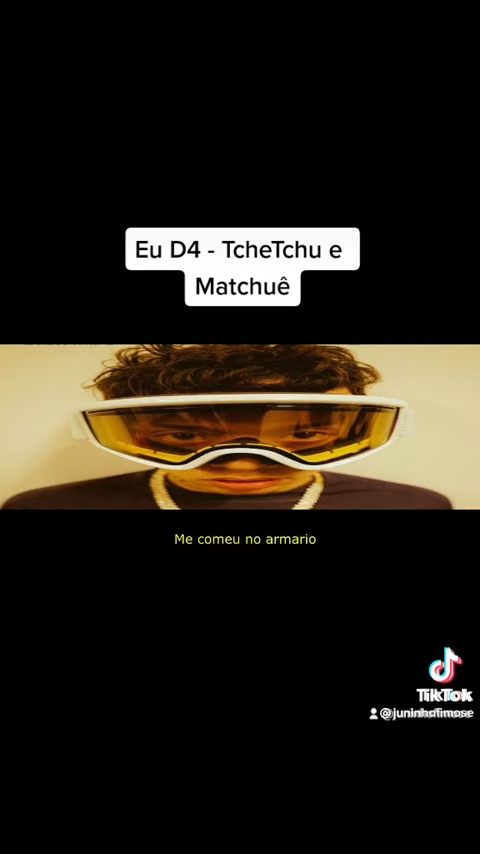 Eu D4 - TcheTchu e
Matchuê
Me comeu no armario
TikTok
@juninhofimose